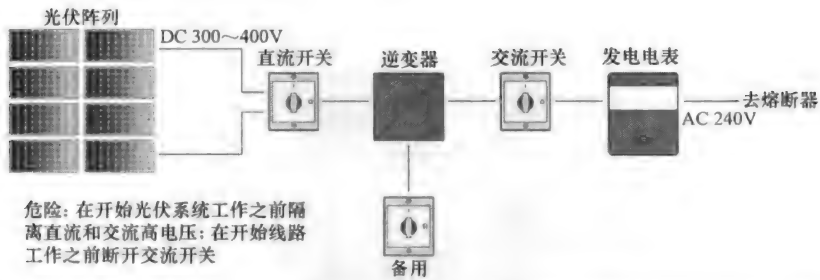 光伏阵列
DC 300～400V
直流开关
逆变器
交流开关
发电电表
去熔断器
AC 240V
危险: 在开始光伏系统工作之前隔
离直流和交流高电压: 在开始线路
工作之前断开交流开关
备用